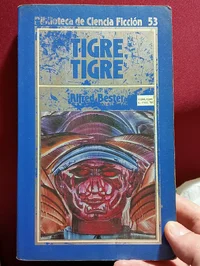 Biblioteca de Ciencia Ficción 53
TIGRE
TIGRE
Alfred Bester